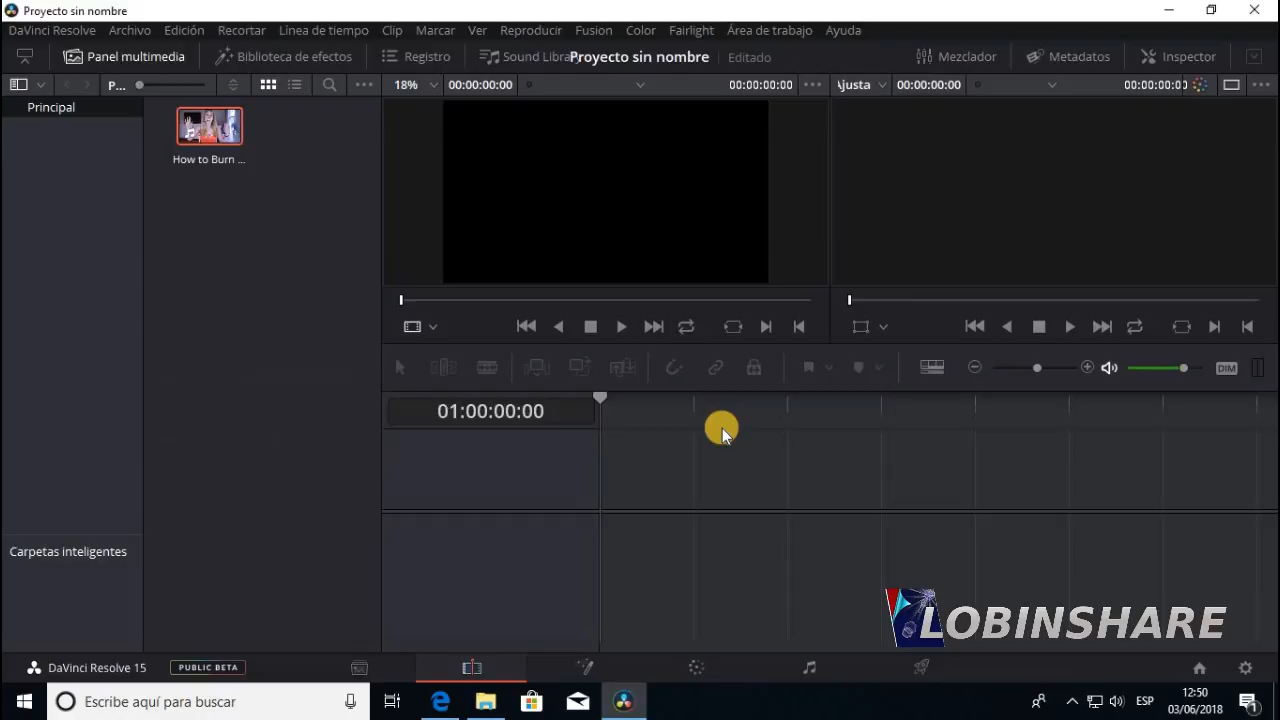 Proyecto sin nombre
DaVinci Resolve Archivo Edición Recortar Línea de tiempo Clip Marcar Ver Reproducir Fusion Color Fairlight Área de trabajo Ayuda
Panel multimedia Biblioteca de efectos Registro Sound Libra Proyecto sin nombre Editado Mezclador Metadatos Inspector
P... 18% 00:00:00:00 00:00:00:00 Ajusta 00:00:00:00 00:00:00:00
Principal
How to Burn ...
DIM
01:00:00:00
Carpetas inteligentes
LOBINSHARE
DaVinci Resolve 15 PUBLIC BETA
Escribe aquí para buscar
ESP
12:50
03/06/2018
1